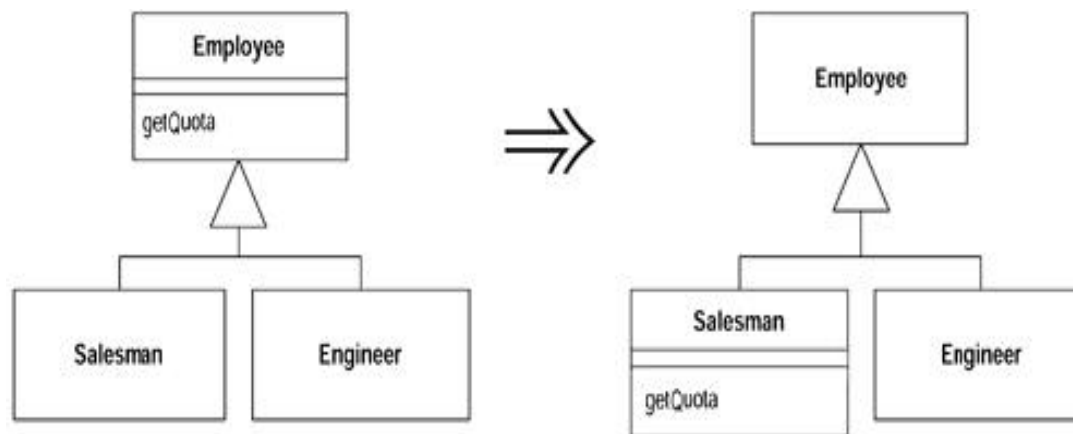 Employee
getQuota
Salesman
Engineer
Employee
Salesman
getQuota
Engineer